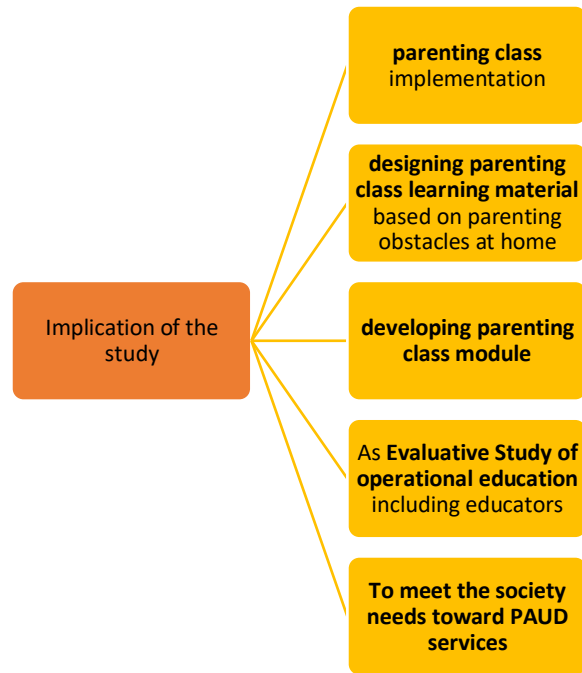 parenting class
implementation
designing parenting
class learning material
based on parenting
obstacles at home
Implication of the
study
developing parenting
class module
As Evaluative Study of
operational education
including educators
To meet the society
needs toward PAUD
services